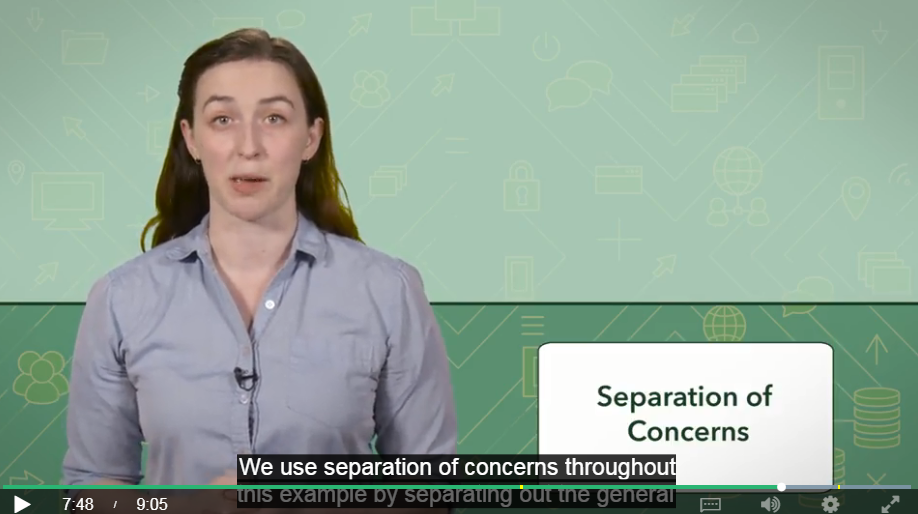 Separation of
Concerns
We use separation of concerns throughout
this example by separating out the general
7:48 / 9:05